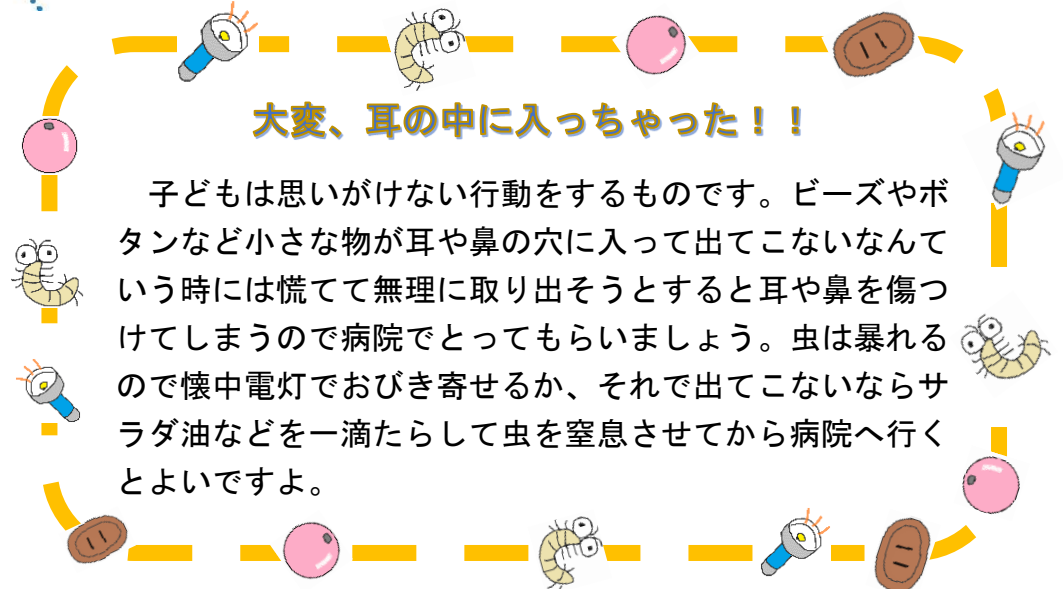 大変、耳の中に入っちゃった！！
　子どもは思いがけない行動をするものです。ビーズやボ
タンなど小さな物が耳や鼻の穴に入って出てこないなんて
いう時には慌てて無理に取り出そうとすると耳や鼻を傷つ
けてしまうので病院でとってもらいましょう。虫は暴れる
ので懐中電灯でおびき寄せるか、それで出てこないならサ
ラダ油などを一滴たらして虫を窒息させてから病院へ行く
とよいですよ。